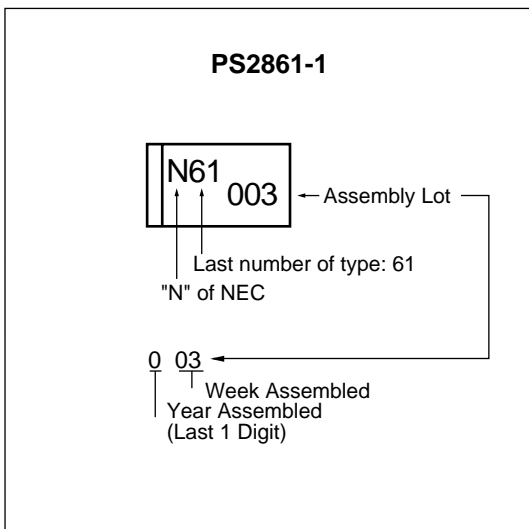 PS2861-1
N61
003
Assembly Lot
Last number of type: 61
"N" of NEC
0 03
Week Assembled
Year Assembled
(Last 1 Digit)